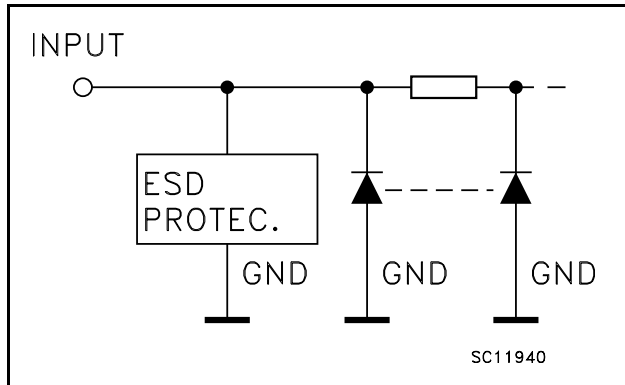 INPUT
ESD
PROTEC.
GND
GND
GND
SC11940